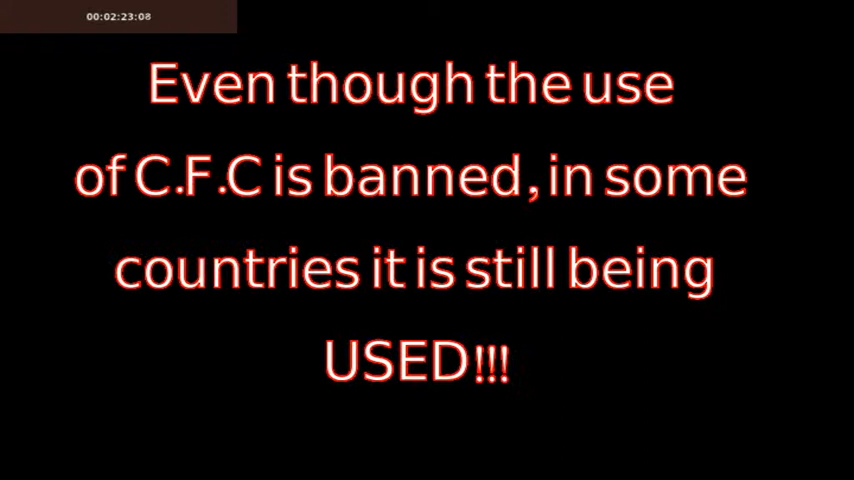 00:02:23:08
Even though the use
of C.F.C is banned,in some
countries it is still being
USED!!!